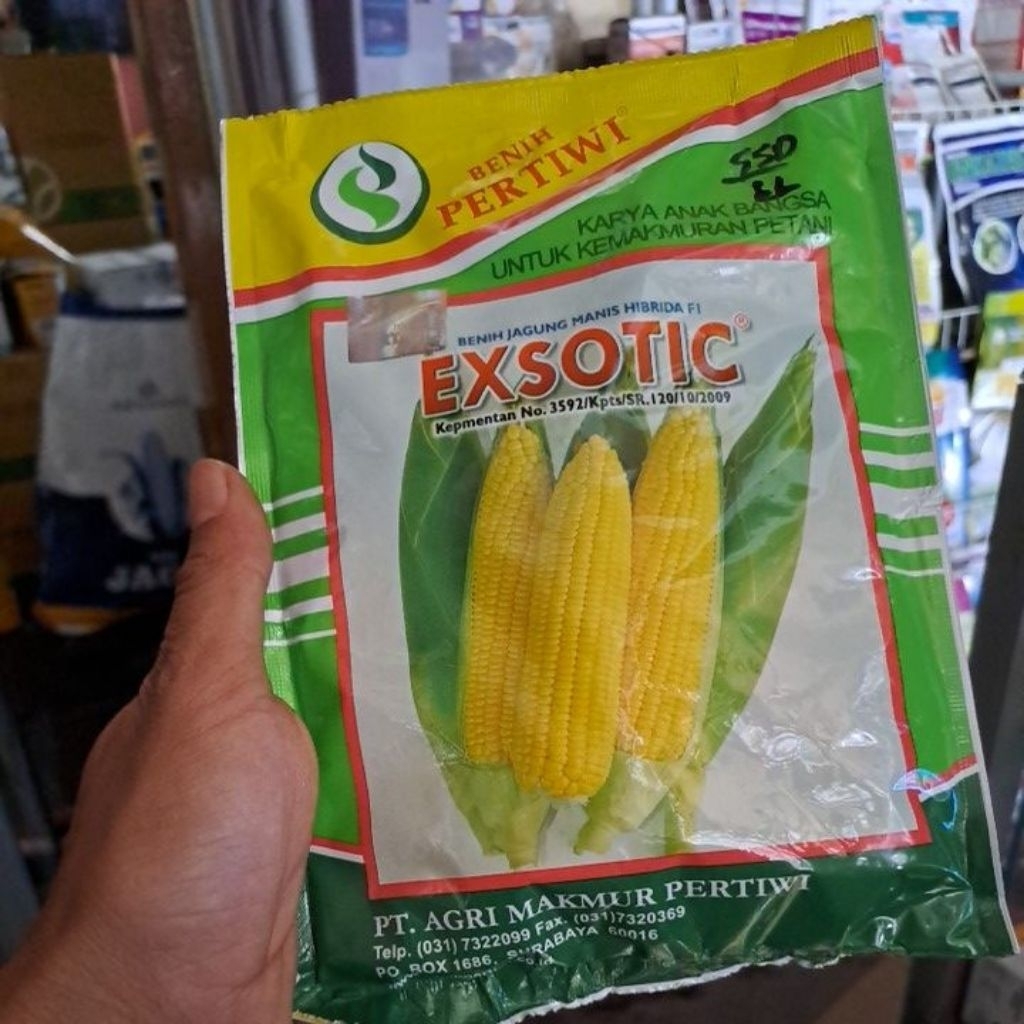 BENIH
PERTIWI®
KARYA ANAK BANGSA
UNTUK KEMAKMURAN PETANI
BENIH JAGUNG MANIS HIBRIDA F1
EXSOTIC®
Kepmentan No. 3592/Kpts/SR.120/10/2009
PT. AGRI MAKMUR PERTIWI
Telp. (031) 7322099 Fax. (031)7320369
PO BOX 1686, SURABAYA 60016